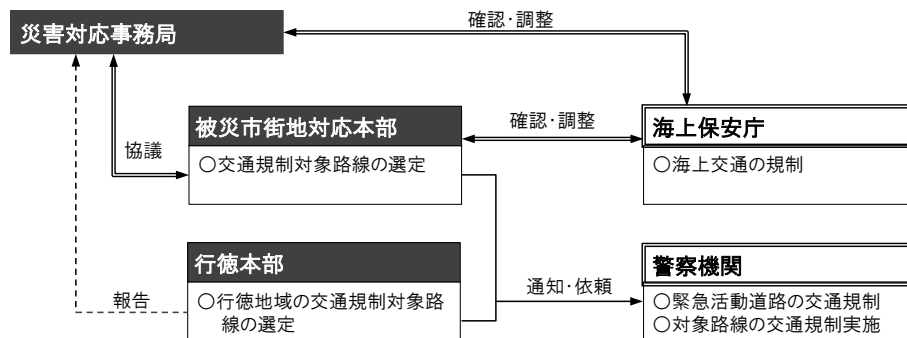 確認･調整
災害対応事務局
被災市街地対応本部
確認･調整
海上保安庁
協議
○交通規制対象路線の選定
○海上交通の規制
行徳本部
警察機関
報告
○行徳地域の交通規制対象路
線の選定
通知･依頼
○緊急活動道路の交通規制
○対象路線の交通規制実施